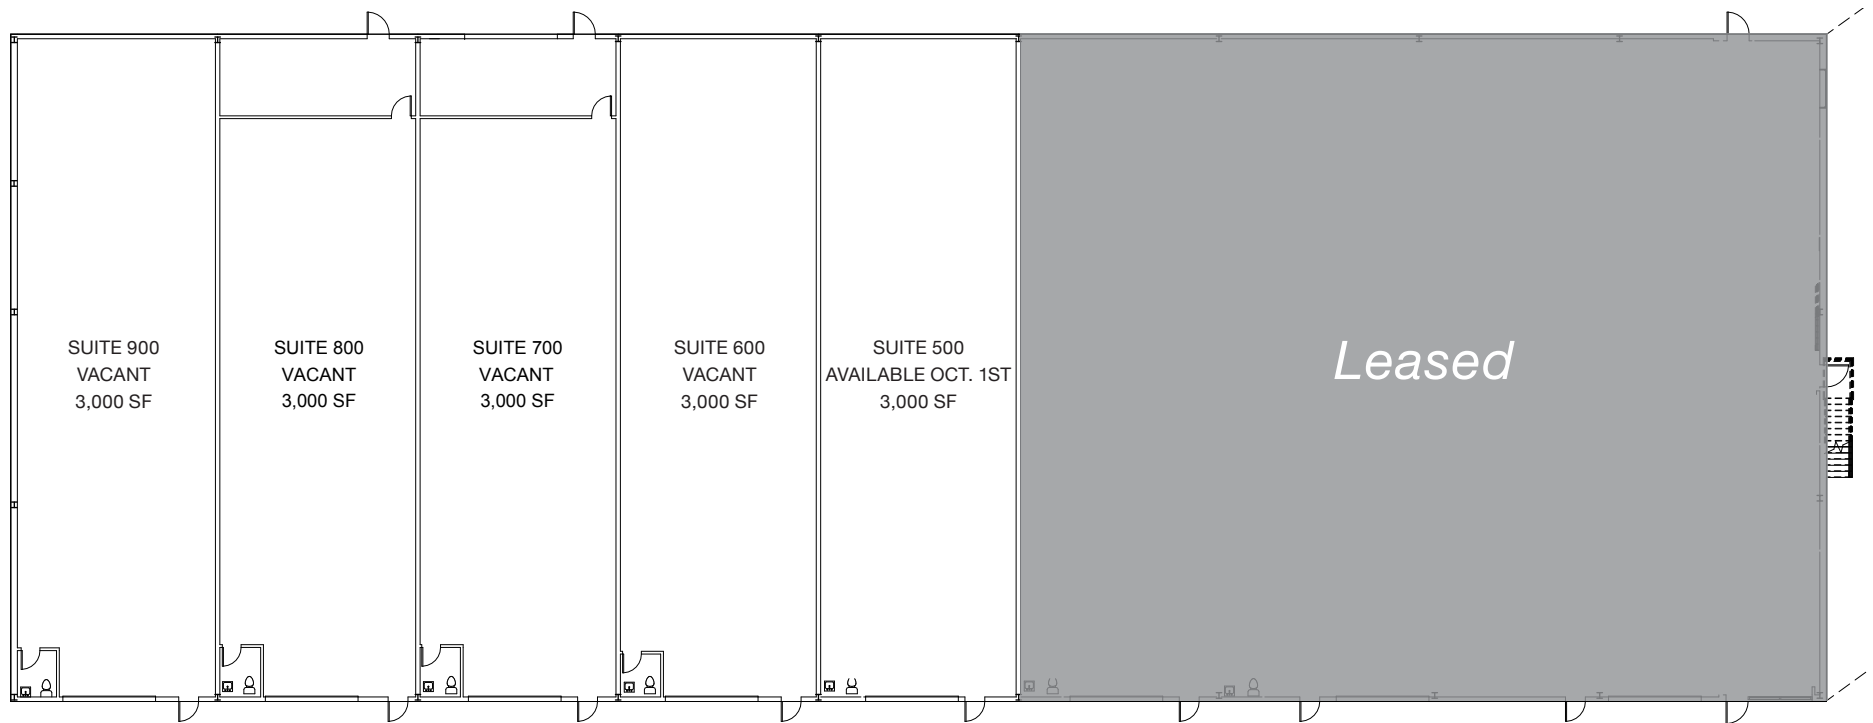 SUITE 900
VACANT
3,000 SF
SUITE 800
VACANT
3,000 SF
SUITE 700
VACANT
3,000 SF
SUITE 600
VACANT
3,000 SF
SUITE 500
AVAILABLE OCT. 1ST
3,000 SF
Leased